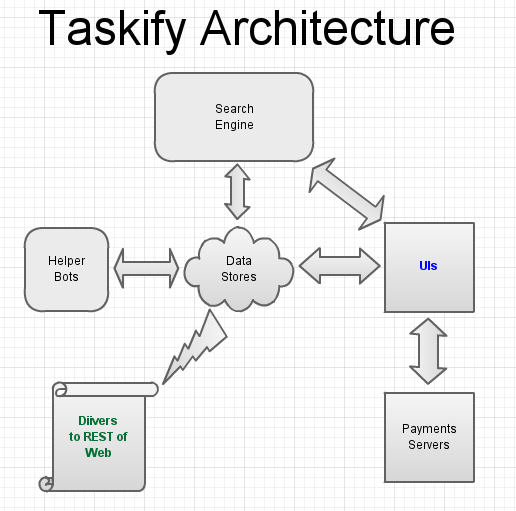 Taskify Architecture
Search
Engine
Helper
Bots
Data
Stores
UIs
Diivers
to REST of
Web
Payments
Servers